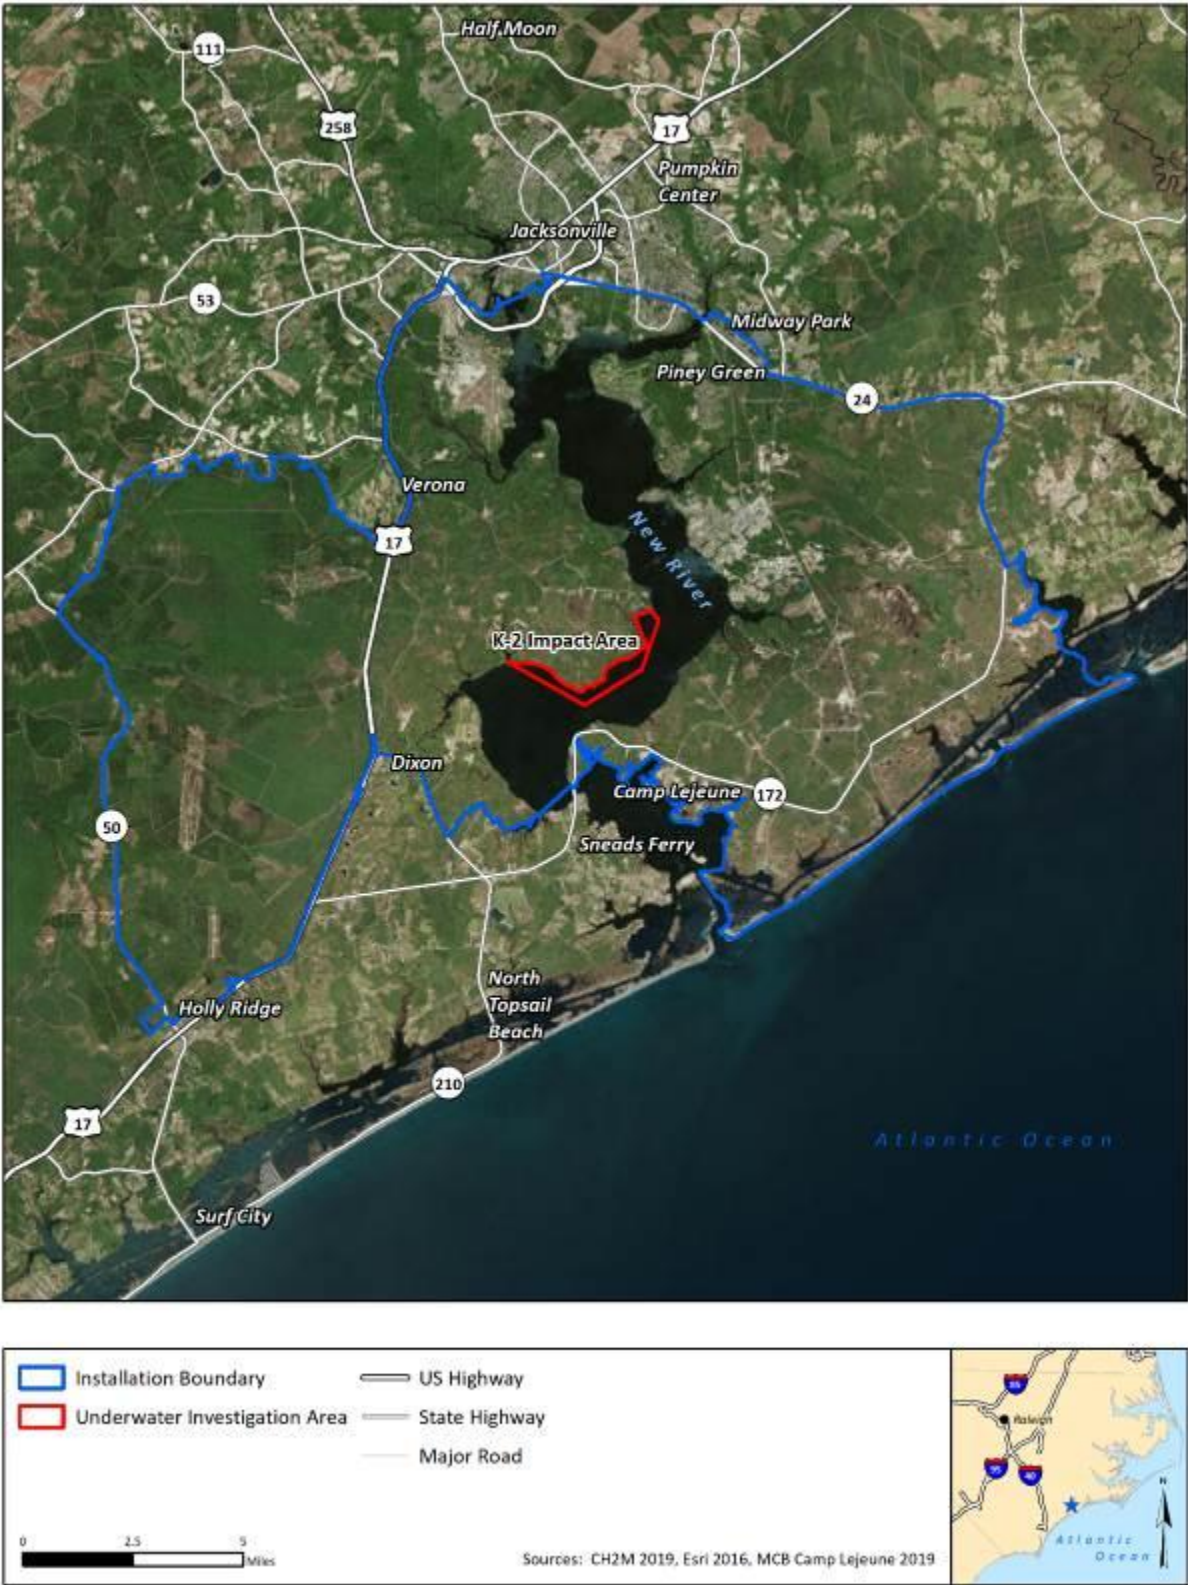 Half Moon
111
258
17
Pumpkin
Center
Jacksonville
53
Midway Park
Piney Green
24
Verona
17
New River
K-2 Impact Area
Dixon
Camp Lejeune
172
50
Sneads Ferry
North
Topsail
Beach
Holly Ridge
210
17
Atlantic Ocean
Surf City
Installation Boundary
Underwater Investigation Area
US Highway
State Highway
Major Road
0 2.5 5
Miles
Sources: CH2M 2019, Esri 2016, MCB Camp Lejeune 2019
Raleigh
95
40
N
Atlantic
Ocean